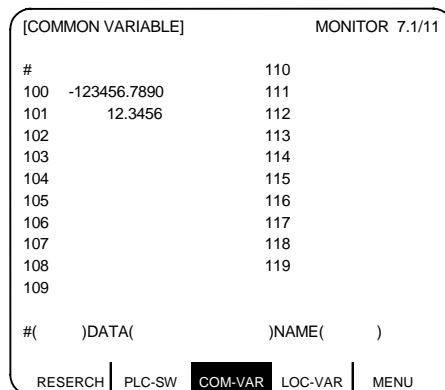 [COMMON VARIABLE] MONITOR 7.1/11
# 110
100 -123456.7890 111
101 12.3456 112
102 113
103 114
104 115
105 116
106 117
107 118
108 119
109
#( )DATA( )NAME( )
RESERCH PLC-SW COM-VAR LOC-VAR MENU